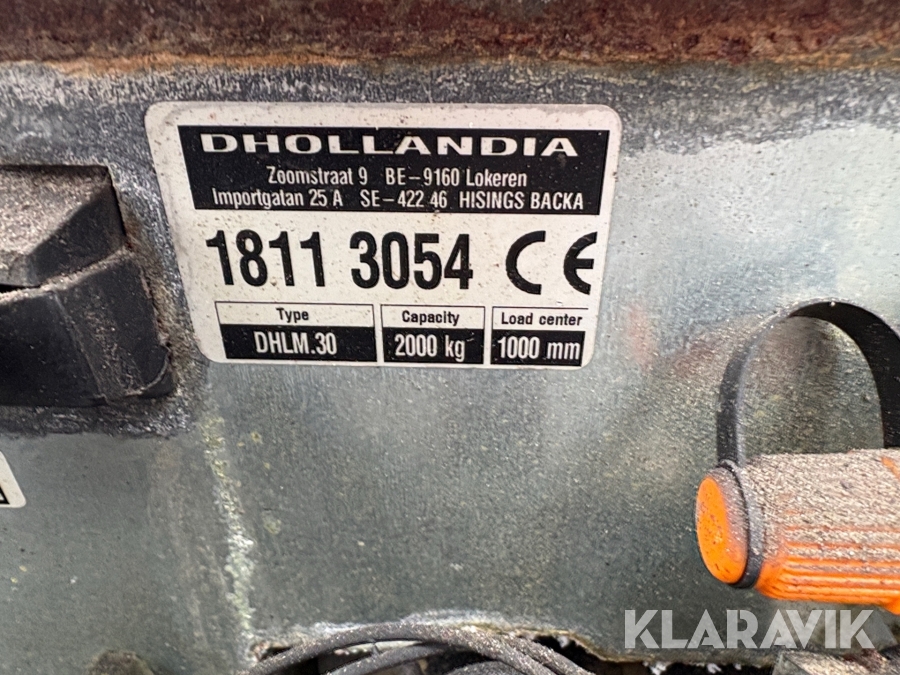 DHOLLANDIA
Zoomstraat 9 BE-9160 Lokeren
Importgatan 25 A SE-422 46 HISINGS BACKA
1811 3054 CE
Type Capacity Load center
DHLM.30 2000 kg 1000 mm
KLARAVIK